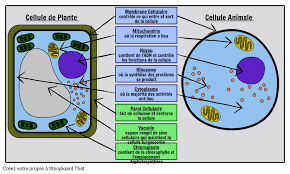 Cellule de Plante
Cellule Animale
Membrane Cellulaire
contrôle ce qui entre et sort
de la cellule
Mitochondrie
où la respiration a lieu
Noyau
contient de l'ADN et contrôle
les fonctions de la cellule
Ribosome
où la synthèse des protéines
se produit
Cytoplasme
où la majorité des activités
ont lieu
Paroi Cellulaire
fait de cellulose et renforce
la cellule
Vacuole
espace rempli de sève
cellulaire qui maintient la
cellule turgescente
Chloroplaste
contient de la chlorophylle et
l'emplacement
Créez votre propre à Storyboard That